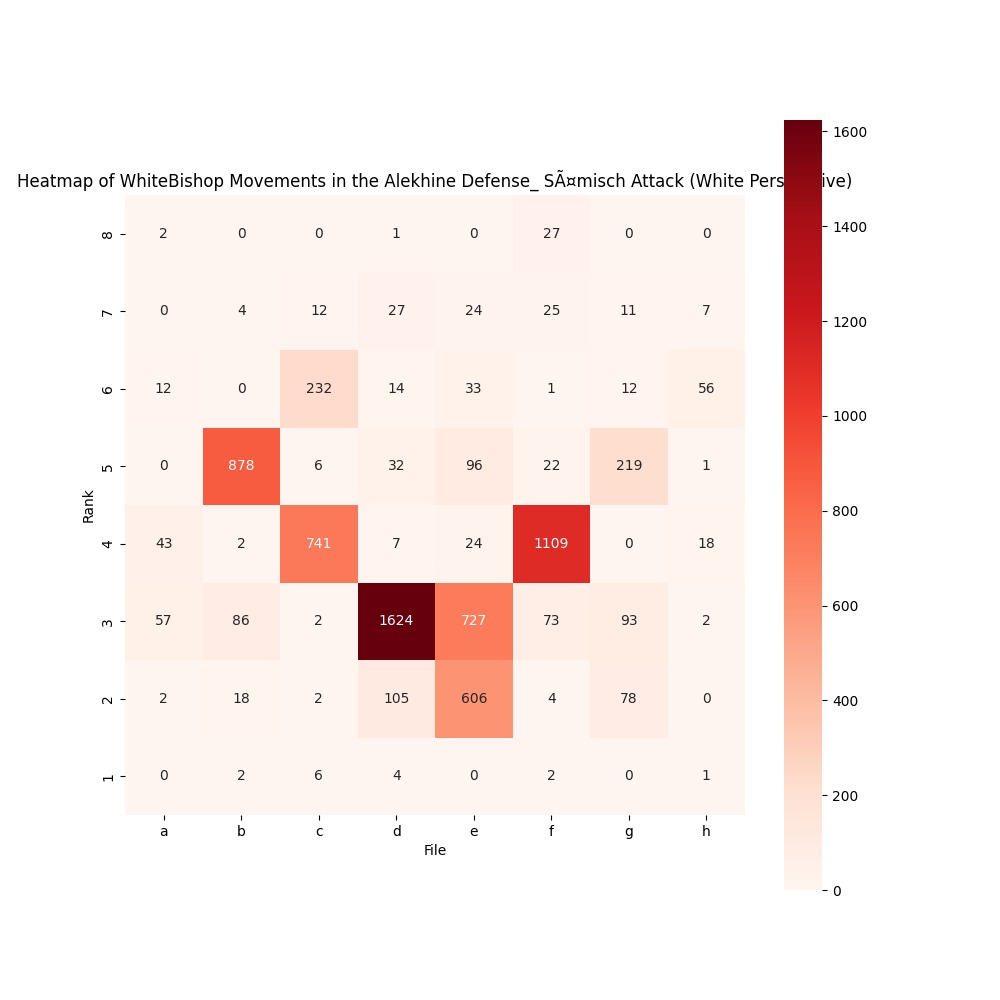 Heatmap of WhiteBishop Movements in the Alekhine Defense_ SÃ¤misch Attack (White Pers ive)
8 2 0 0 1 0 27 0 0
7 0 4 12 27 24 25 11 7
6 12 0 232 14 33 1 12 56
5 0 878 6 32 96 22 219 1
4 43 2 741 7 24 1109 0 18
3 57 86 2 1624 727 73 93 2
2 2 18 2 105 606 4 78 0
1 0 2 6 4 0 2 0 1
a b c d e f g h
File
Rank
1600
1400
1200
1000
800
600
400
200
0